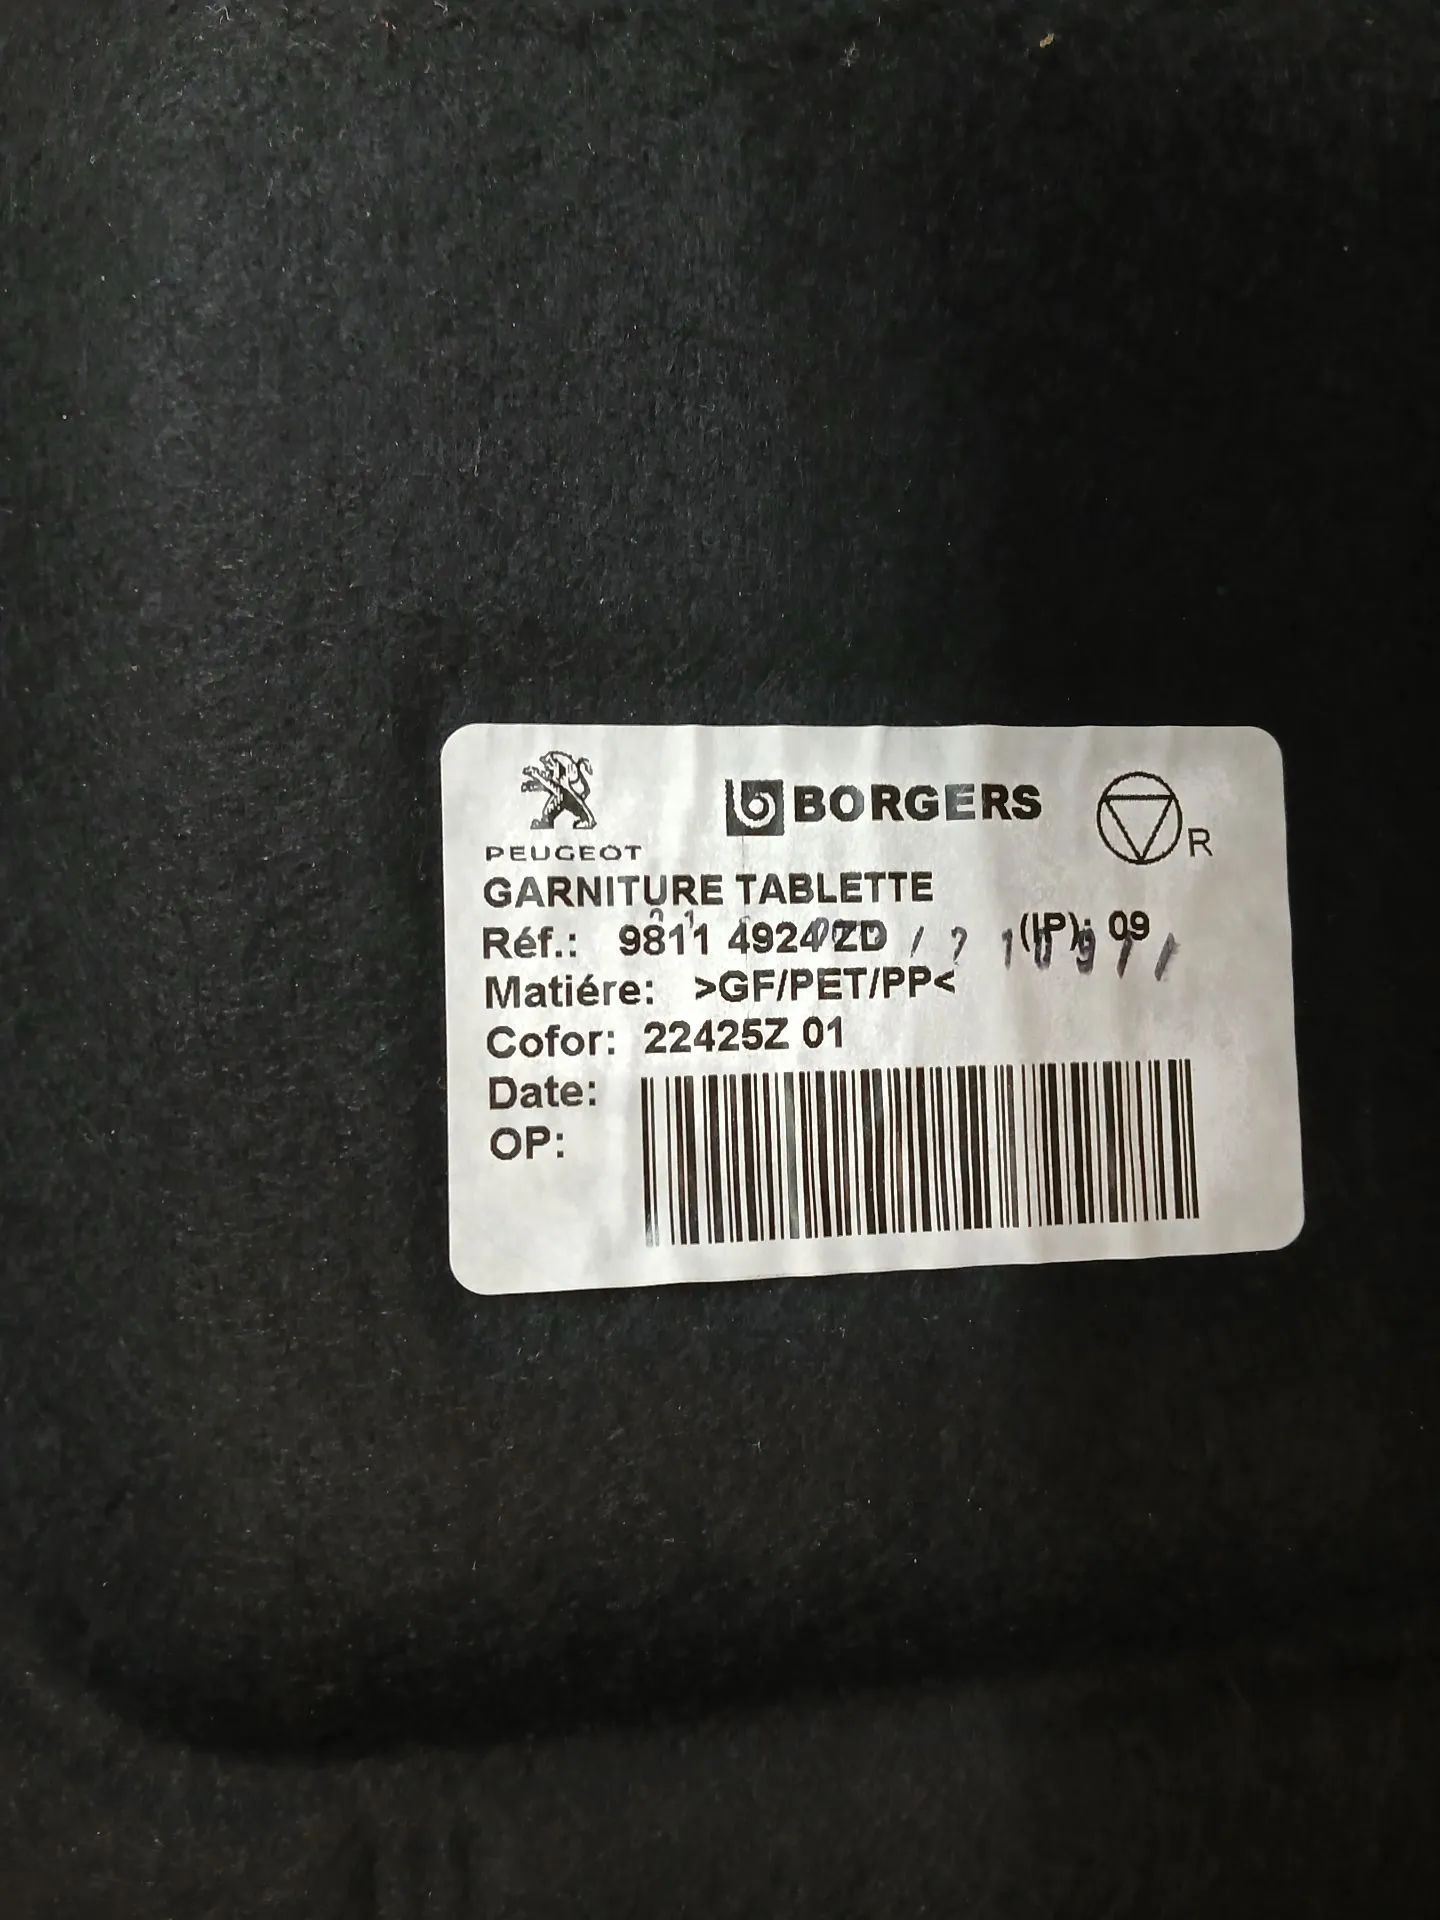 PEUGEOT
BORGERS
R
GARNITURE TABLETTE
Réf.: 9811 4924 ZD (IP): 09
Matiére: >GF/PET/PP<
Cofor: 22425Z 01
Date:
OP: